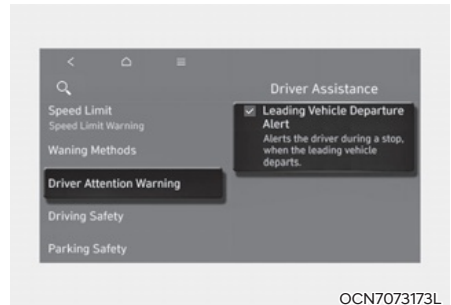 Driver Assistance
Speed Limit
Speed Limit Warning
Waning Methods
Driver Attention Warning
Driving Safety
Parking Safety
Leading Vehicle Departure
Alert
Alerts the driver during a stop,
when the leading vehicle
departs.
OCN7073173L